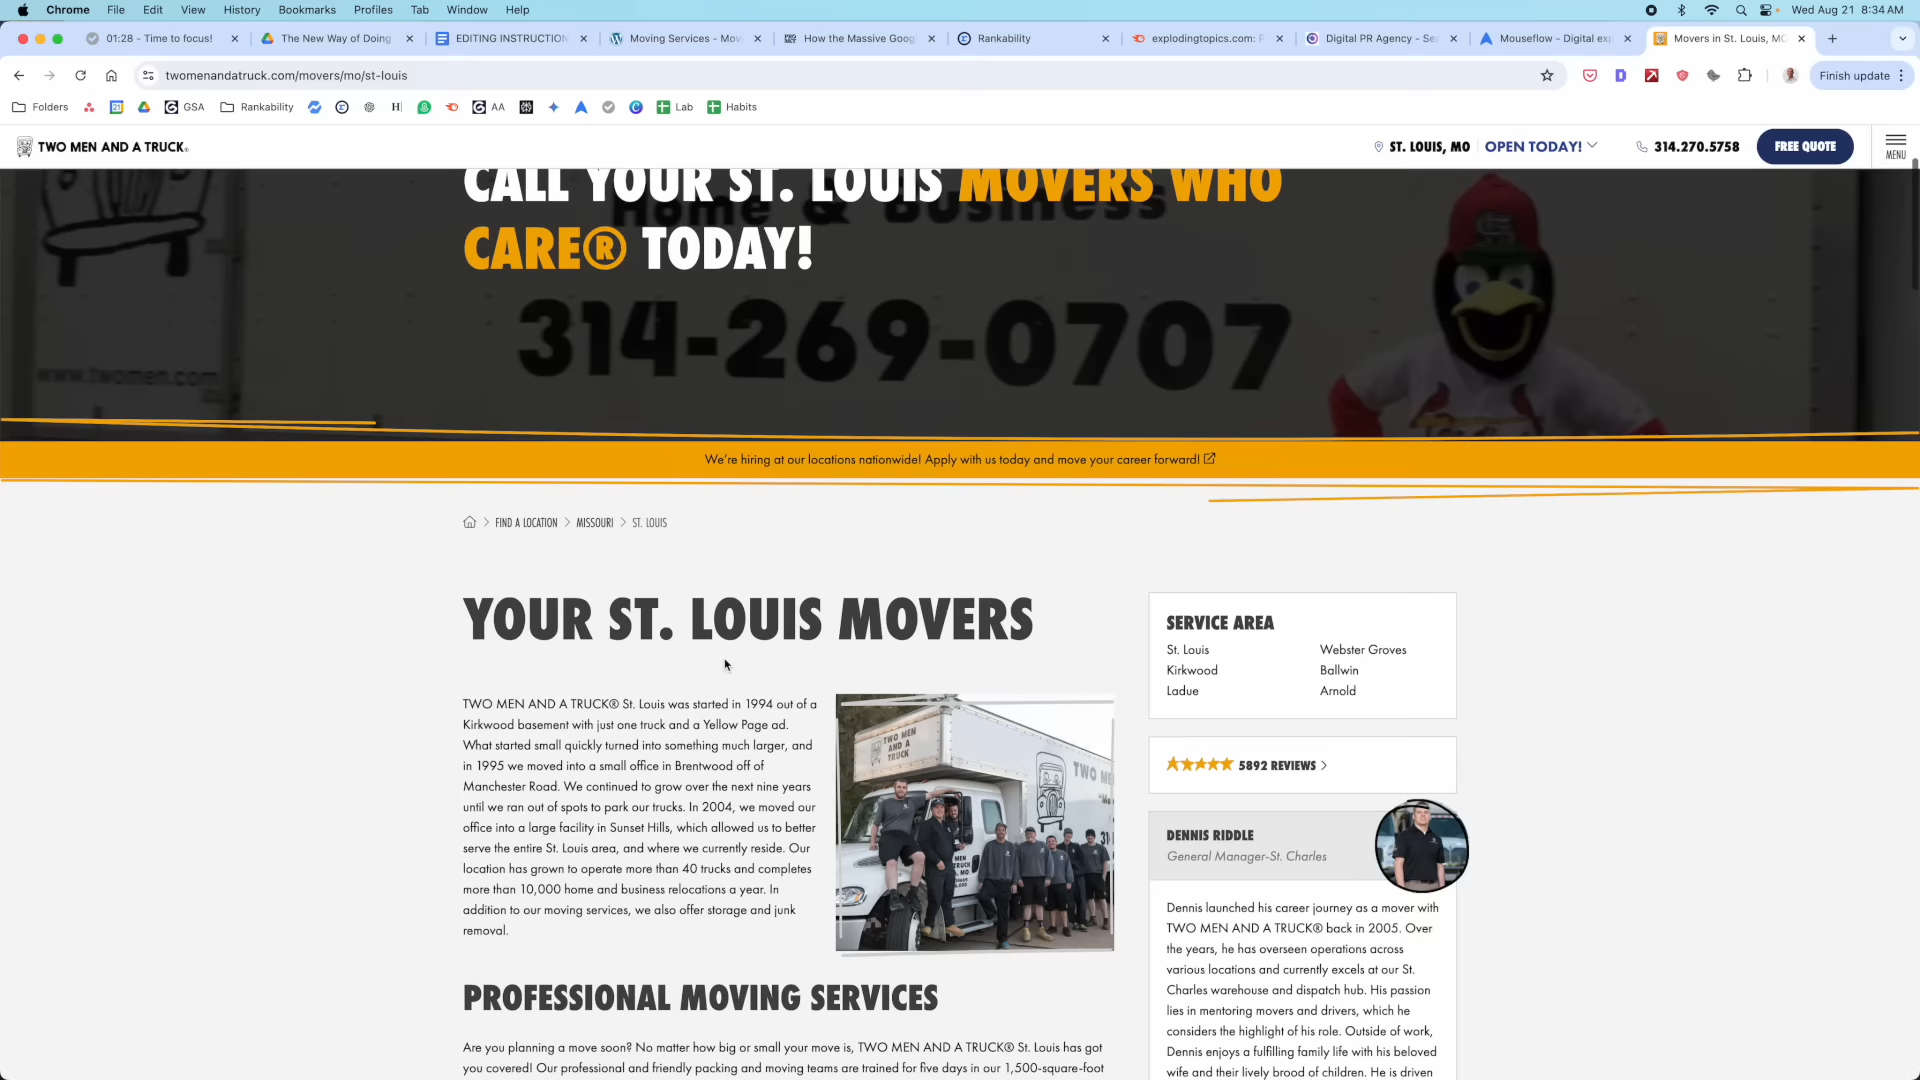 Chrome File Edit View History Bookmarks Profiles Tab Window Help Wed Aug 21 8:34 AM
01:28 - Time to focus! The New Way of Doing EDITING INSTRUCTION Moving Services - Mov How the Massive Goog Rankability explodingtopics.com: Digital PR Agency - Se Mouseflow - Digital exp Movers in St. Louis, MO
twomenandatruck.com/movers/mo/st-louis Finish update
Folders GSA Rankability H AA Lab Habits
TWO MEN AND A TRUCK® ST. LOUIS, MO OPEN TODAY! 314.270.5758 FREE QUOTE MENU
CALL YOUR ST. LOUIS MOVERS WHO
CARE® TODAY!
Home & Business
314-269-0707
www.twomen.com
We're hiring at our locations nationwide! Apply with us today and move your career forward!
FIND A LOCATION > MISSOURI > ST. LOUIS
YOUR ST. LOUIS MOVERS
TWO MEN AND A TRUCK® St. Louis was started in 1994 out of a
Kirkwood basement with just one truck and a Yellow Page ad.
What started small quickly turned into something much larger, and
in 1995 we moved into a small office in Brentwood off of
Manchester Road. We continued to grow over the next nine years
until we ran out of spots to park our trucks. In 2004, we moved our
office into a large facility in Sunset Hills, which allowed us to better
serve the entire St. Louis area, and where we currently reside. Our
location has grown to operate more than 40 trucks and completes
more than 10,000 home and business relocations a year. In
addition to our moving services, we also offer storage and junk
removal.
TWO MEN
AND A
TRUCK
PROFESSIONAL MOVING SERVICES
Are you planning a move soon? No matter how big or small your move is, TWO MEN AND A TRUCK® St. Louis has got
you covered! Our professional and friendly packing and moving teams are trained for five days in our 1,500-square-foot
SERVICE AREA
St. Louis Webster Groves
Kirkwood Ballwin
Ladue Arnold
5892 REVIEWS
DENNIS RIDDLE
General Manager-St. Charles
Dennis launched his career journey as a mover with
TWO MEN AND A TRUCK® back in 2005. Over
the years, he has overseen operations across
various locations and currently excels at our St.
Charles warehouse and dispatch hub. His passion
lies in mentoring movers and drivers, which he
considers the highlight of his role. Outside of work,
Dennis enjoys a fulfilling family life with his beloved
wife and their lively brood of children. He is driven